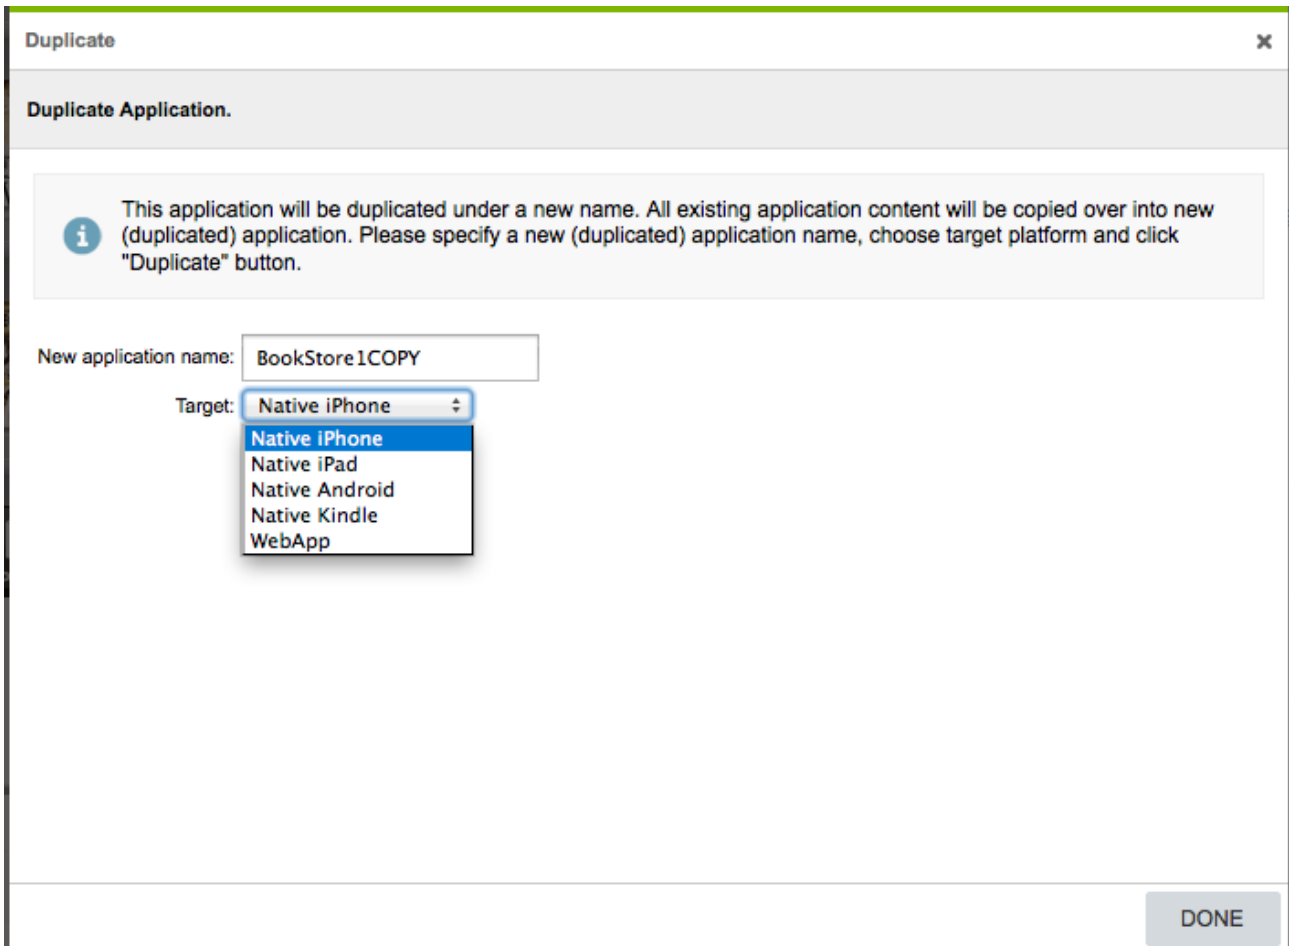 Duplicate
Duplicate Application.
This application will be duplicated under a new name. All existing application content will be copied over into new
(duplicated) application. Please specify a new (duplicated) application name, choose target platform and click
"Duplicate" button.
New application name: BookStore1COPY
Target: Native iPhone
Native iPhone
Native iPad
Native Android
Native Kindle
WebApp
DONE